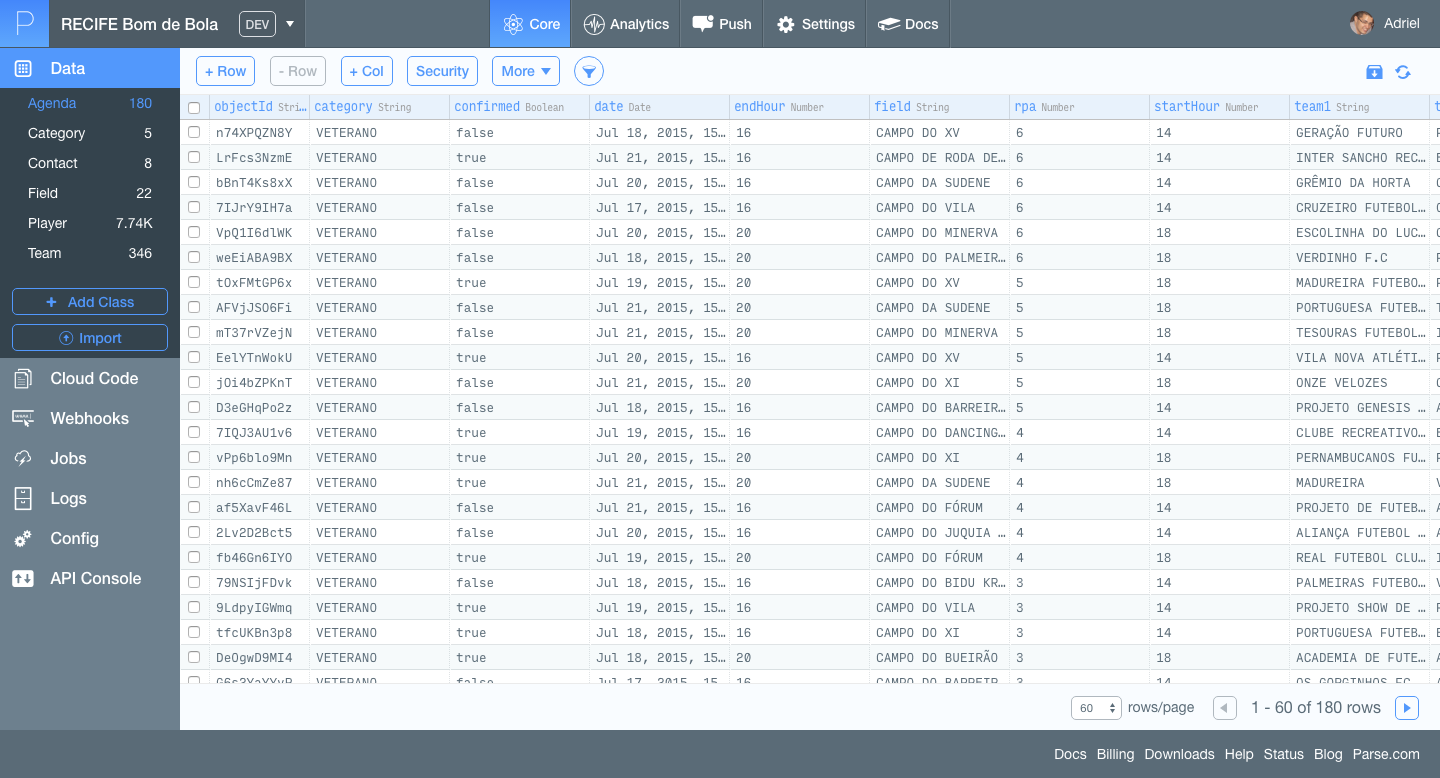 RECIFE Bom de Bola DEV Core Analytics Push Settings Docs Adriel
Data
Agenda 180
Category 5
Contact 8
Field 22
Player 7.74K
Team 346
+ Add Class
Import
Cloud Code
Webhooks
Jobs
Logs
Config
API Console
+ Row - Row + Col Security More
objectId Stri… category String confirmed Boolean date Date endHour Number field String rpa Number startHour Number team1 String
n74XPQZN8Y VETERANO false Jul 18, 2015, 15… 16 CAMPO DO XV 6 14 GERAÇÃO FUTURO
LrFcs3NzmE VETERANO true Jul 21, 2015, 15… 16 CAMPO DE RODA DE… 6 14 INTER SANCHO REC…
bBnT4Ks8xX VETERANO false Jul 20, 2015, 15… 16 CAMPO DA SUDENE 6 14 GRÊMIO DA HORTA
7IJrY9IH7a VETERANO false Jul 17, 2015, 15… 16 CAMPO DO VILA 6 14 CRUZEIRO FUTEBOL…
VpQ1I6dlWK VETERANO false Jul 20, 2015, 15… 20 CAMPO DO MINERVA 6 18 ESCOLINHA DO LUC…
weEiABA9BX VETERANO false Jul 18, 2015, 15… 20 CAMPO DO PALMEIR… 6 18 VERDINHO F.C
tOxFMtGP6x VETERANO true Jul 19, 2015, 15… 20 CAMPO DO XV 5 18 MADUREIRA FUTEBO…
AFVjJSO6Fi VETERANO false Jul 21, 2015, 15… 20 CAMPO DA SUDENE 5 18 PORTUGUESA FUTEB…
mT37rVZejN VETERANO false Jul 21, 2015, 15… 20 CAMPO DO MINERVA 5 18 TESOURAS FUTEBOL…
EelYTnWokU VETERANO true Jul 20, 2015, 15… 16 CAMPO DO XV 5 14 VILA NOVA ATLÉTI…
jOi4bZPKnT VETERANO false Jul 21, 2015, 15… 20 CAMPO DO XI 5 18 ONZE VELOZES
D3eGHqPo2z VETERANO false Jul 18, 2015, 15… 16 CAMPO DO BARREIR… 5 14 PROJETO GENESIS …
7IQJ3AU1v6 VETERANO true Jul 19, 2015, 15… 16 CAMPO DO DANCING… 4 14 CLUBE RECREATIVO…
vPp6blo9Mn VETERANO true Jul 20, 2015, 15… 20 CAMPO DO XI 4 18 PERNAMBUCANOS FU…
nh6cCmZe87 VETERANO true Jul 21, 2015, 15… 20 CAMPO DA SUDENE 4 18 MADUREIRA
af5XavF46L VETERANO false Jul 21, 2015, 15… 16 CAMPO DO FÓRUM 4 14 PROJETO DE FUTEB…
2Lv2D2Bct5 VETERANO false Jul 20, 2015, 15… 16 CAMPO DO JUQUIA … 4 14 ALIANÇA FUTEBOL …
fb46Gn6IYO VETERANO true Jul 19, 2015, 15… 20 CAMPO DO FÓRUM 4 18 REAL FUTEBOL CLU…
79NSIjFDvk VETERANO false Jul 18, 2015, 15… 16 CAMPO DO BIDU KR… 3 14 PALMEIRAS FUTEBO…
9LdpyIGWmq VETERANO true Jul 19, 2015, 15… 16 CAMPO DO VILA 3 14 PROJETO SHOW DE …
tfcUKBn3p8 VETERANO true Jul 18, 2015, 15… 16 CAMPO DO XI 3 14 PORTUGUESA FUTEB…
DeOgwD9MI4 VETERANO true Jul 18, 2015, 15… 20 CAMPO DO BUEIRÃO 3 18 ACADEMIA DE FUTE…
VETERANO false Jul 17, 2015, 15… 16 CAMPO DO BARREIR… 3 14
60 rows/page 1 - 60 of 180 rows
Docs Billing Downloads Help Status Blog Parse.com